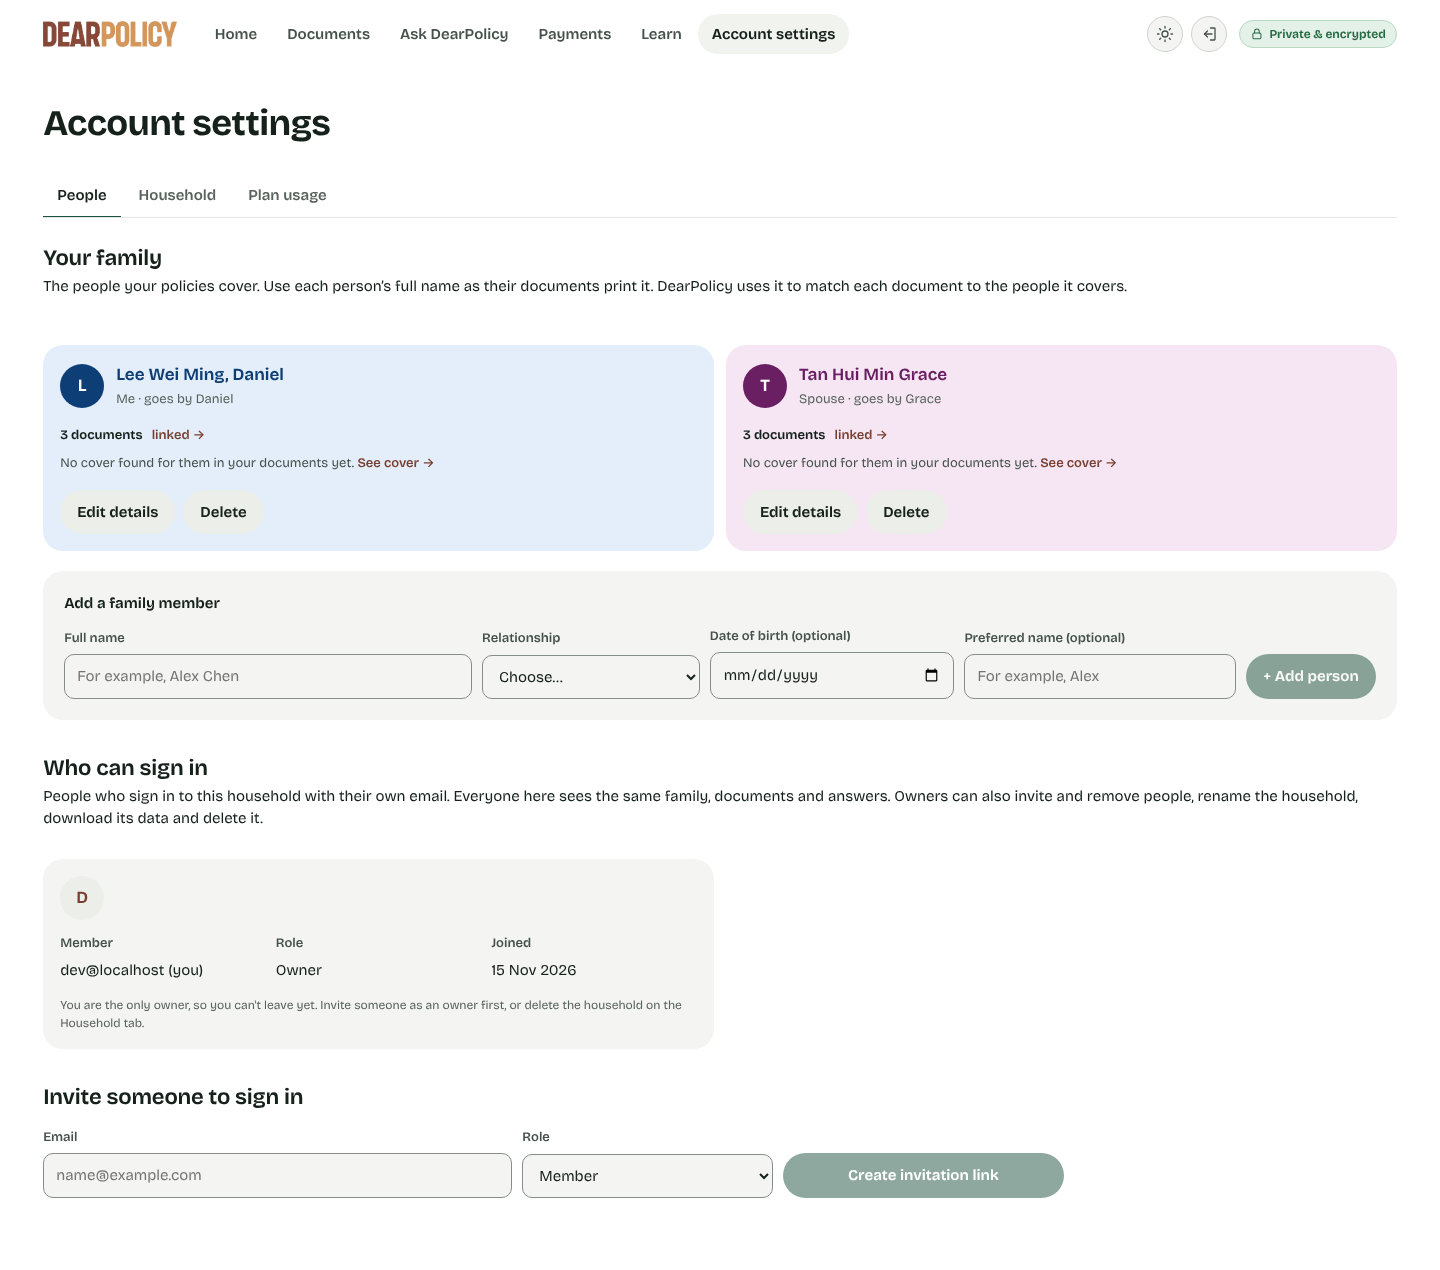 DEARPOLICY
Home
Documents
Ask DearPolicy
Payments
Learn
Account settings
Private & encrypted
Account settings
People
Household
Plan usage
Your family
The people your policies cover. Use each person's full name as their documents print it. DearPolicy uses it to match each document to the people it covers.
L
Lee Wei Ming, Daniel
Me · goes by Daniel
3 documents linked →
No cover found for them in your documents yet. See cover →
Edit details
Delete
T
Tan Hui Min Grace
Spouse · goes by Grace
3 documents linked →
No cover found for them in your documents yet. See cover →
Edit details
Delete
Add a family member
Full name
For example, Alex Chen
Relationship
Choose...
Date of birth (optional)
mm/dd/yyyy
Preferred name (optional)
For example, Alex
+ Add person
Who can sign in
People who sign in to this household with their own email. Everyone here sees the same family, documents and answers. Owners can also invite and remove people, rename the household,
download its data and delete it.
D
Member
dev@localhost (you)
Role
Owner
Joined
15 Nov 2026
You are the only owner, so you can't leave yet. Invite someone as an owner first, or delete the household on the
Household tab.
Invite someone to sign in
Email
name@example.com
Role
Member
Create invitation link